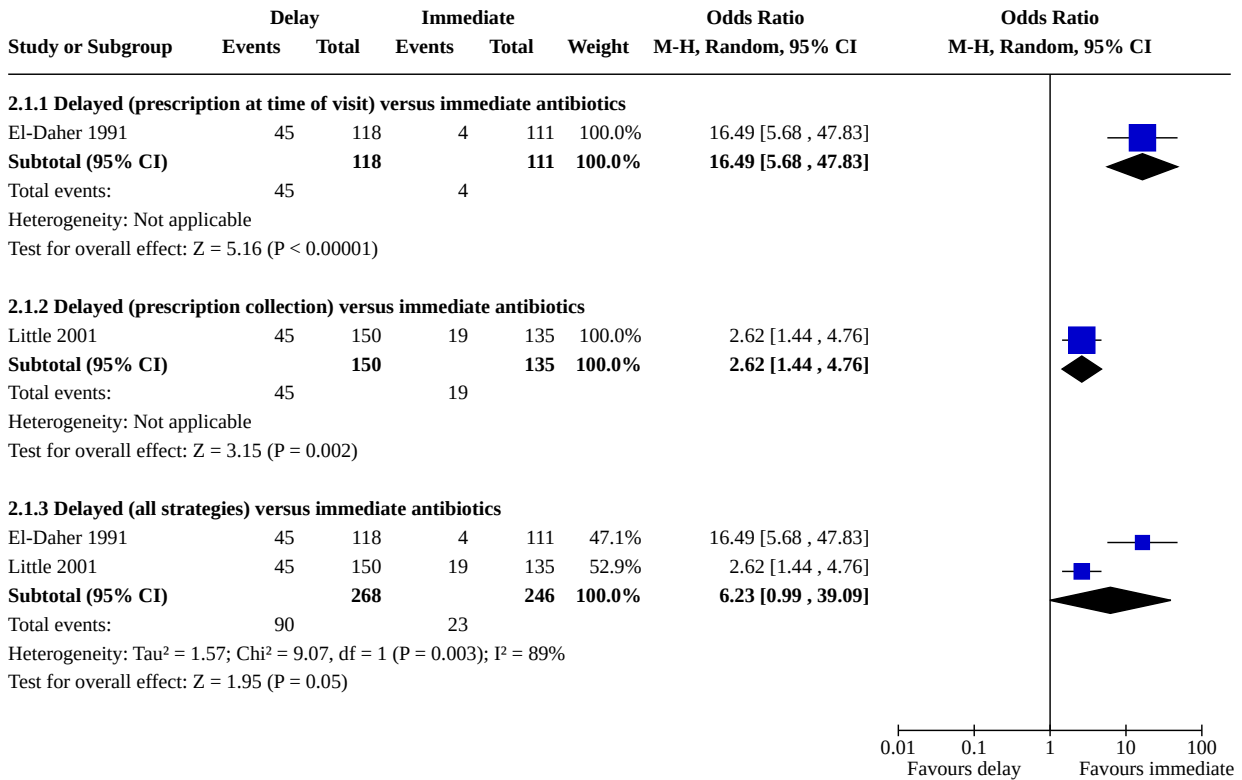 Delay Immediate Odds Ratio Odds Ratio
Study or Subgroup Events Total Events Total Weight M-H, Random, 95% CI M-H, Random, 95% CI
2.1.1 Delayed (prescription at time of visit) versus immediate antibiotics
El-Daher 1991 45 118 4 111 100.0% 16.49 [5.68 , 47.83]
Subtotal (95% CI) 118 111 100.0% 16.49 [5.68 , 47.83]
Total events: 45 4
Heterogeneity: Not applicable
Test for overall effect: Z = 5.16 (P < 0.00001)
2.1.2 Delayed (prescription collection) versus immediate antibiotics
Little 2001 45 150 19 135 100.0% 2.62 [1.44 , 4.76]
Subtotal (95% CI) 150 135 100.0% 2.62 [1.44 , 4.76]
Total events: 45 19
Heterogeneity: Not applicable
Test for overall effect: Z = 3.15 (P = 0.002)
2.1.3 Delayed (all strategies) versus immediate antibiotics
El-Daher 1991 45 118 4 111 47.1% 16.49 [5.68 , 47.83]
Little 2001 45 150 19 135 52.9% 2.62 [1.44 , 4.76]
Subtotal (95% CI) 268 246 100.0% 6.23 [0.99 , 39.09]
Total events: 90 23
Heterogeneity: Tau² = 1.57; Chi² = 9.07, df = 1 (P = 0.003); I² = 89%
Test for overall effect: Z = 1.95 (P = 0.05)
0.01 0.1 1 10 100
Favours delay Favours immediate